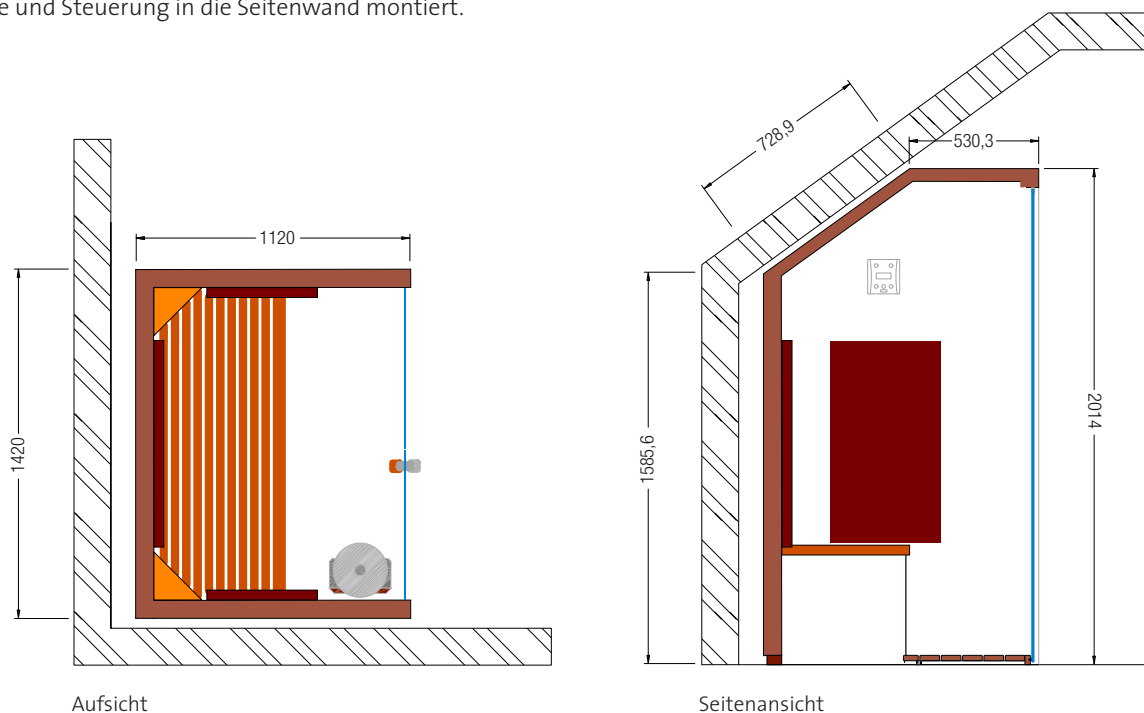 e und Steuerung in die Seitenwand montiert.
728,9
530,3
1120
1420
1585,6
2014
Aufsicht
Seitenansicht